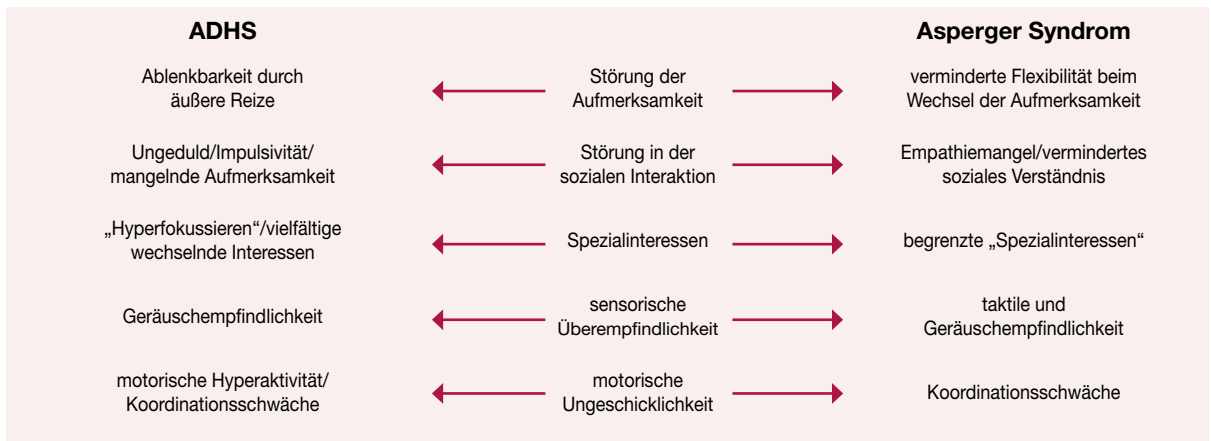 ADHS
Asperger Syndrom
Ablenkbarkeit durch
äußere Reize
Störung der
Aufmerksamkeit
verminderte Flexibilität beim
Wechsel der Aufmerksamkeit
Ungeduld/Impulsivität/
mangelnde Aufmerksamkeit
Störung in der
sozialen Interaktion
Empathiemangel/vermindertes
soziales Verständnis
„Hyperfokussieren“/vielfältige
wechselnde Interessen
Spezialinteressen
begrenzte „Spezialinteressen“
Geräuschempfindlichkeit
sensorische
Überempfindlichkeit
taktile und
Geräuschempfindlichkeit
motorische Hyperaktivität/
Koordinationsschwäche
motorische
Ungeschicklichkeit
Koordinationsschwäche